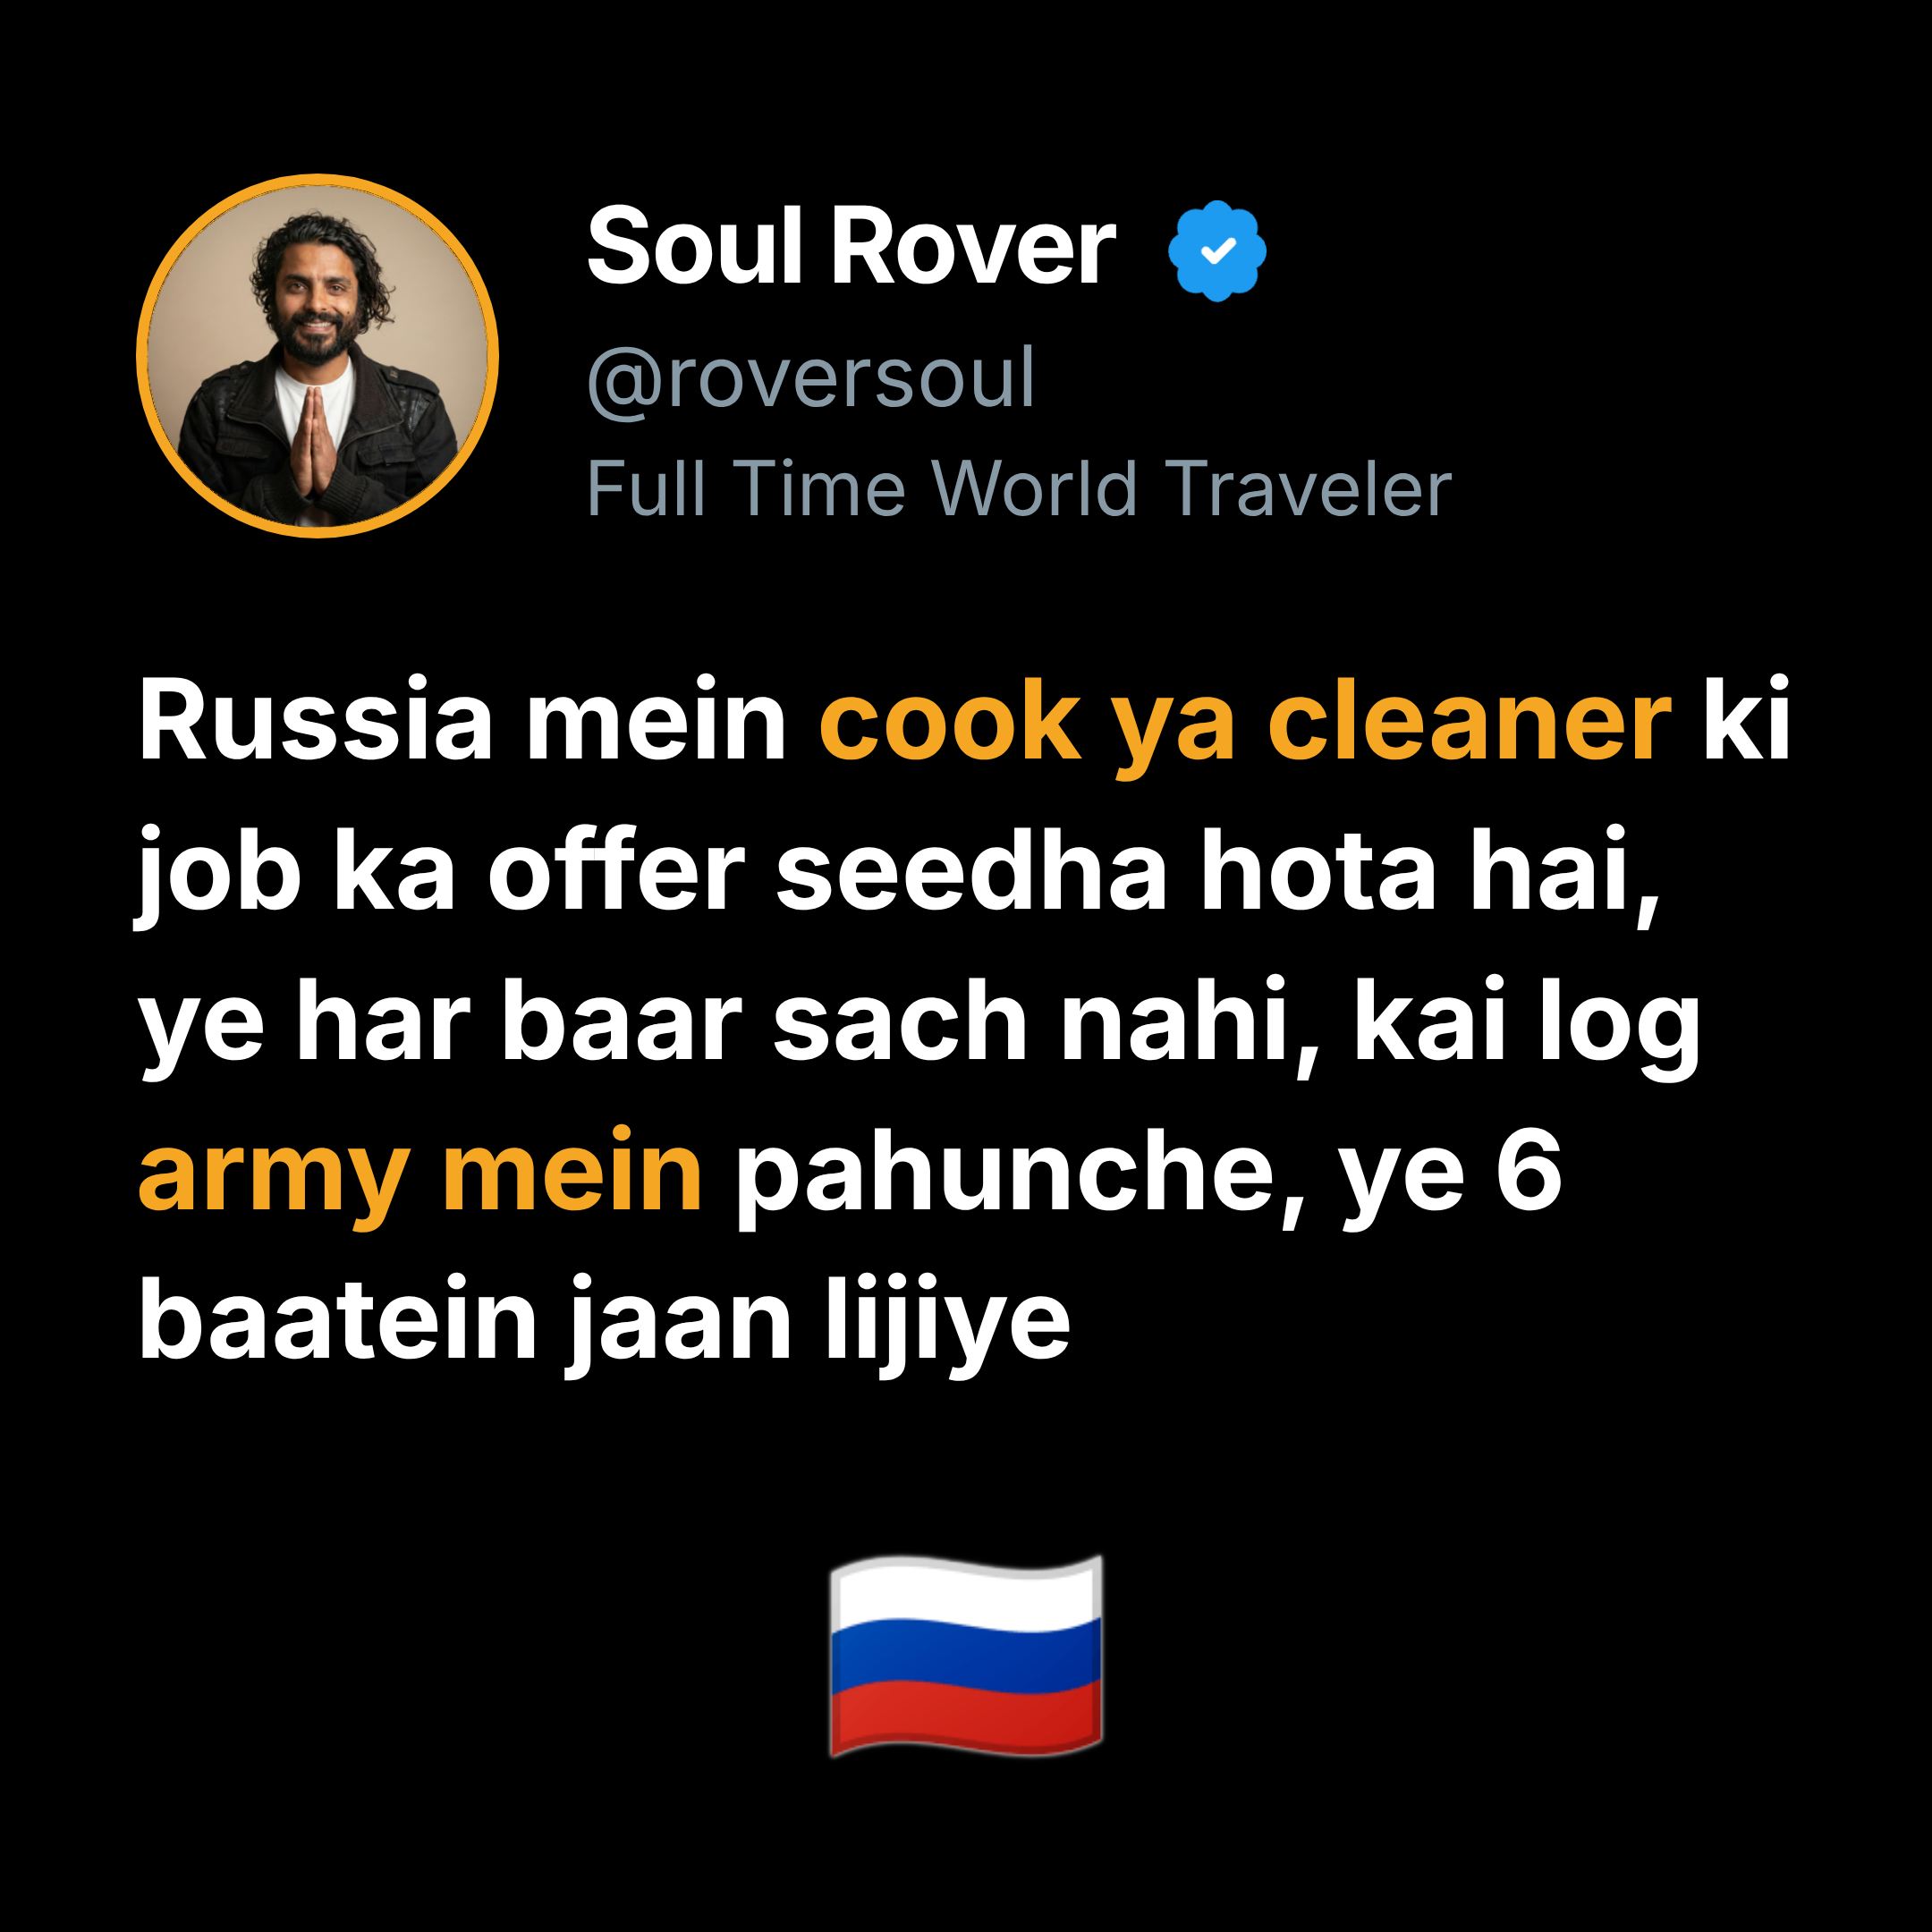 Soul Rover
@roversoul
Full Time World Traveler
Russia mein cook ya cleaner ki
job ka offer seedha hota hai,
ye har baar sach nahi, kai log
army mein pahunche, ye 6
baatein jaan lijiye